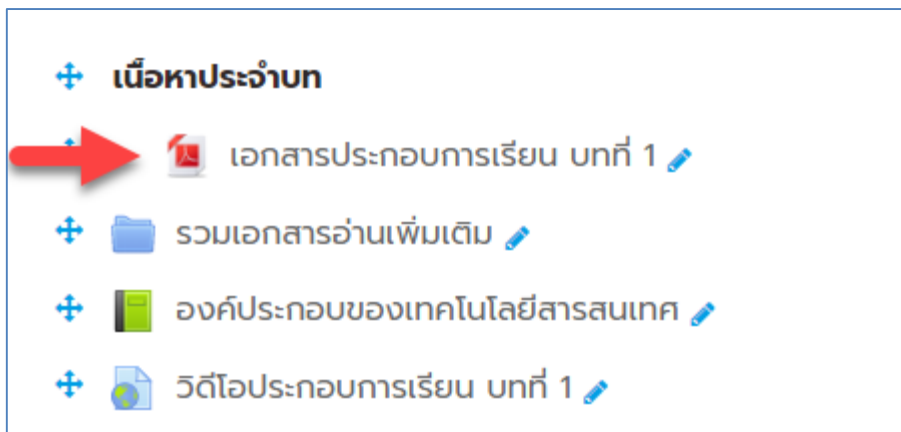 เนื้อหาประจำบท
เอกสารประกอบการเรียน บทที่ 1
รวมเอกสารอ่านเพิ่มเติม
องค์ประกอบของเทคโนโลยีสารสนเทศ
วิดีโอประกอบการเรียน บทที่ 1